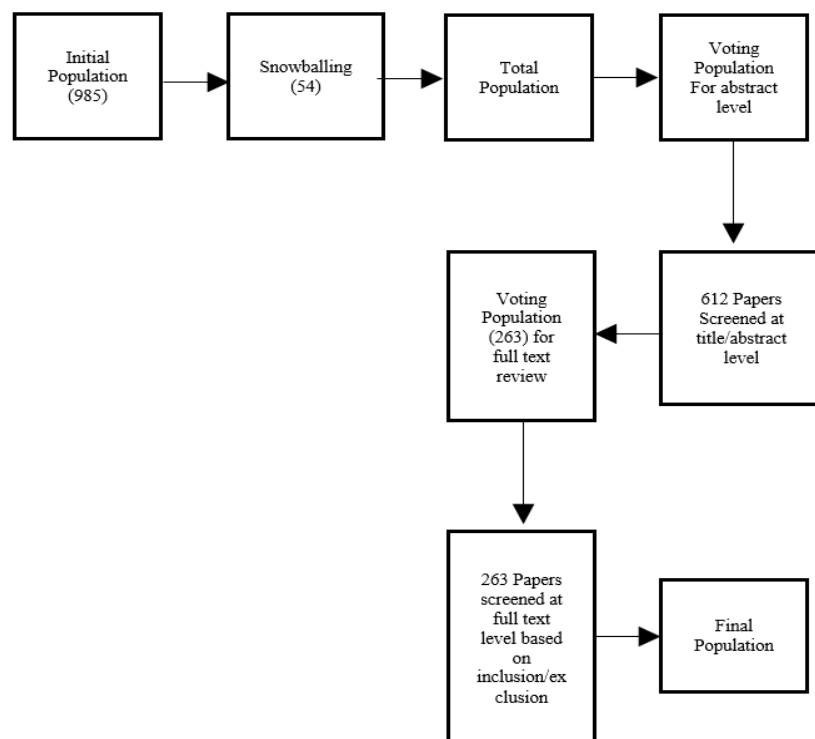 Initial
Population
(985)
Snowballing
(54)
Total
Population
Voting
Population
For abstract
level
612 Papers
Screened at
title/abstract
level
Voting
Population
(263) for
full text
review
263 Papers
screened at
full text
level based
on
inclusion/ex
clusion
Final
Population